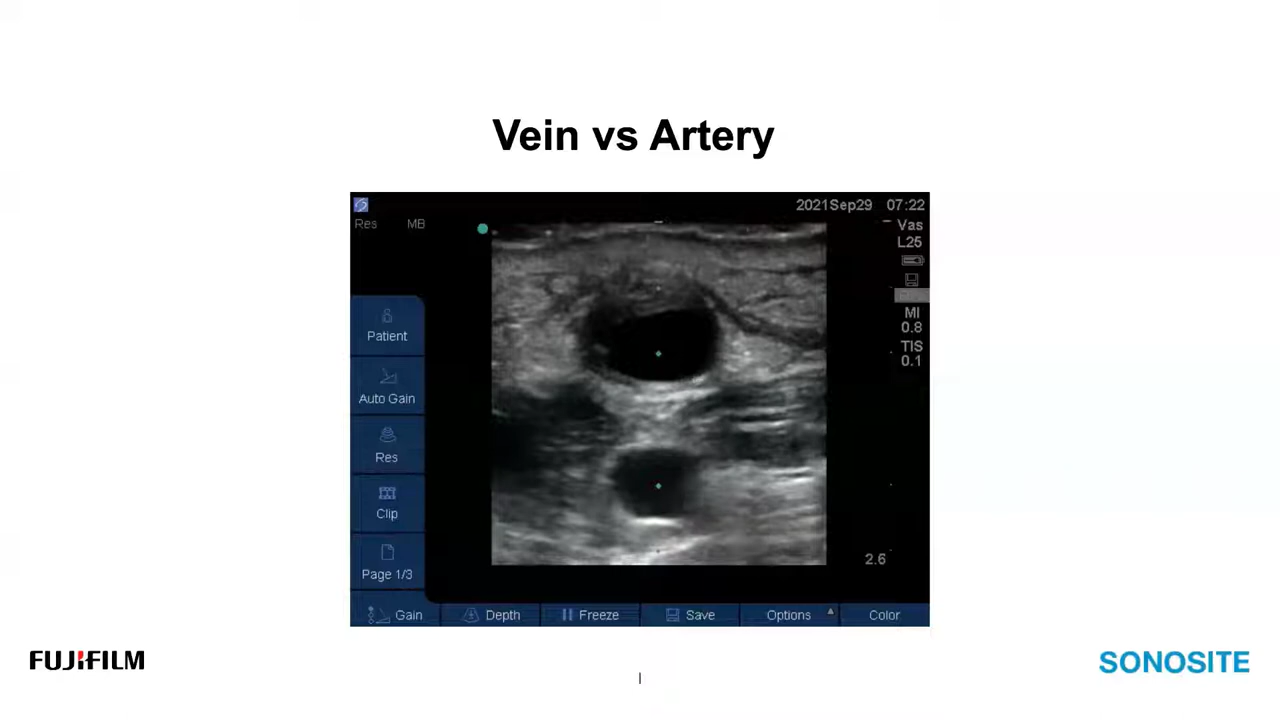 Vein vs Artery
2021Sep29 07:22
Res MB
Vas
L25
MI
0.8
TIS
0.1
Patient
Auto Gain
Res
Clip
Page 1/3
2.6
Gain Depth Freeze Save Options Color
FUJIFILM
SONOSITE